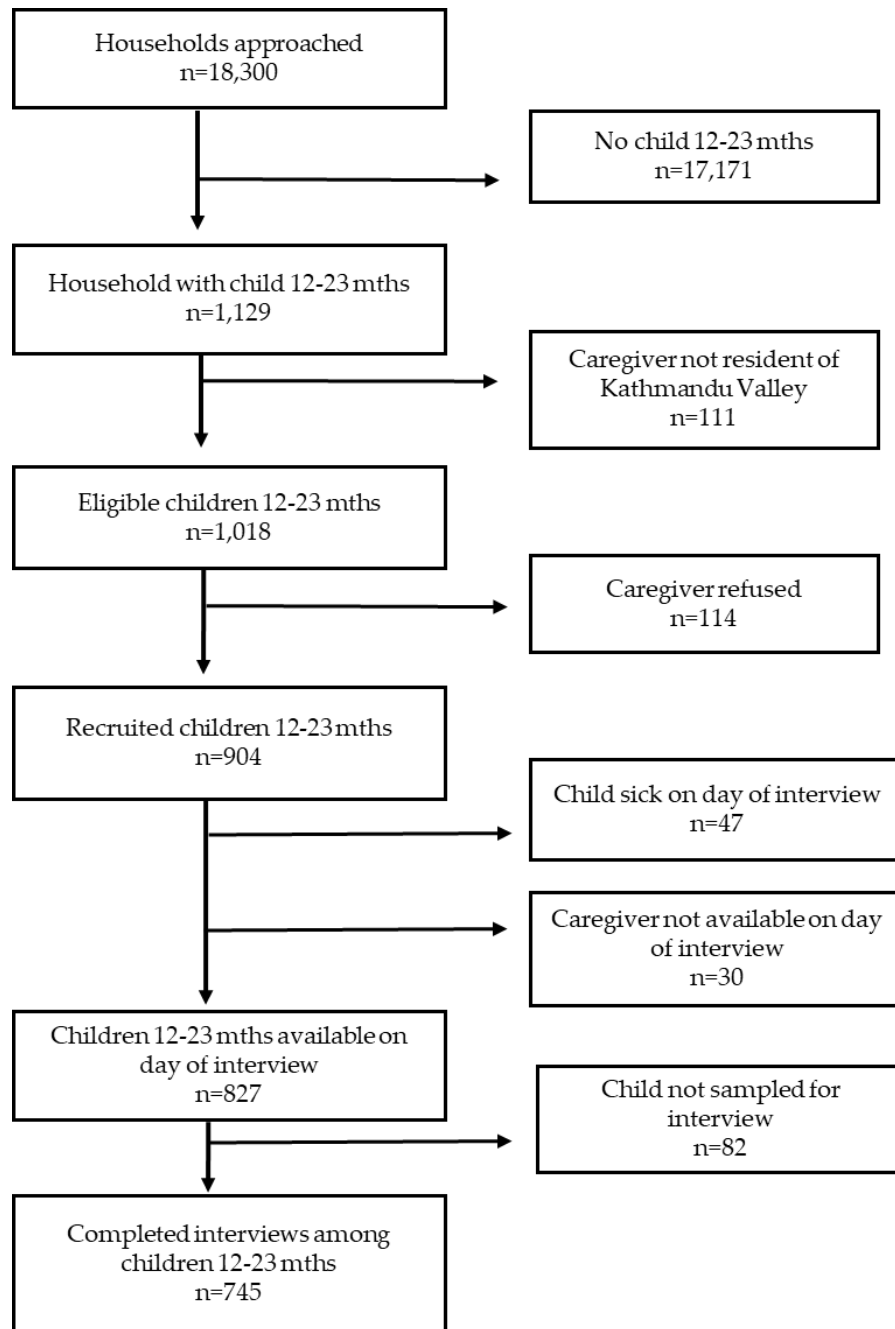 Households approached
n=18,300
No child 12-23 mths
n=17,171
Household with child 12-23 mths
n=1,129
Caregiver not resident of
Kathmandu Valley
n=111
Eligible children 12-23 mths
n=1,018
Caregiver refused
n=114
Recruited children 12-23 mths
n=904
Child sick on day of interview
n=47
Caregiver not available on day
of interview
n=30
Children 12-23 mths available on
day of interview
n=827
Child not sampled for
interview
n=82
Completed interviews among
children 12-23 mths
n=745